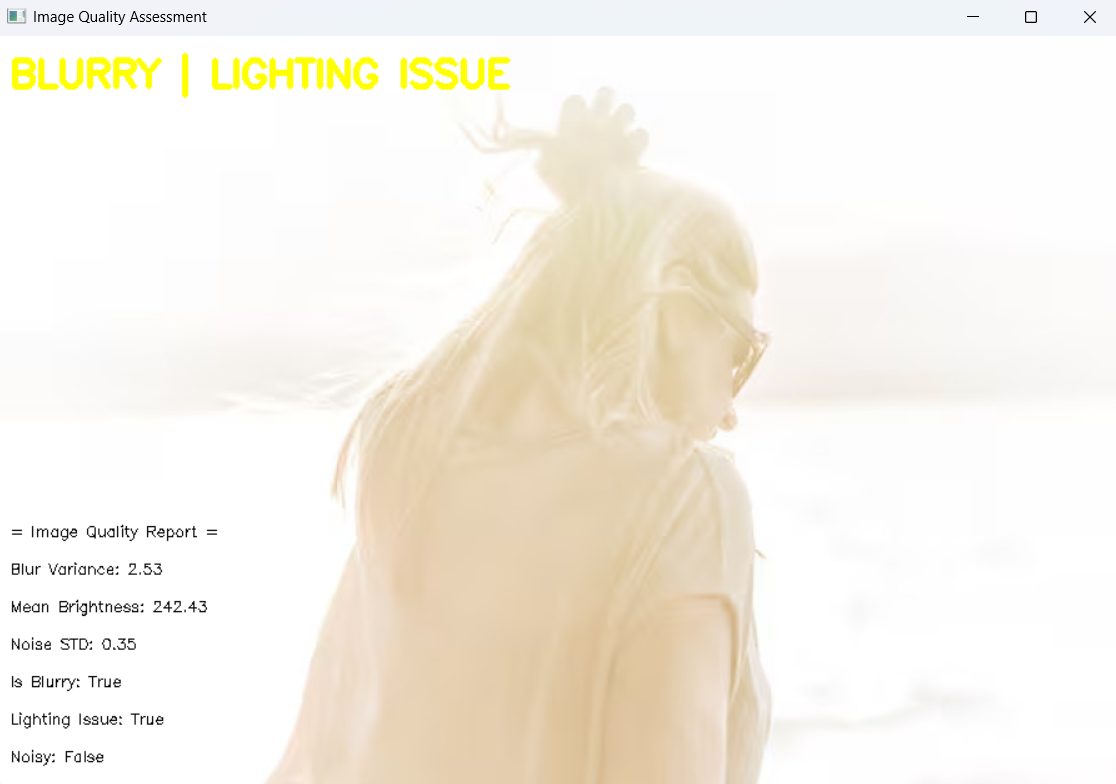 Image Quality Assessment
BLURRY | LIGHTING ISSUE
= Image Quality Report =
Blur Variance: 2.53
Mean Brightness: 242.43
Noise STD: 0.35
Is Blurry: True
Lighting Issue: True
Noisy: False